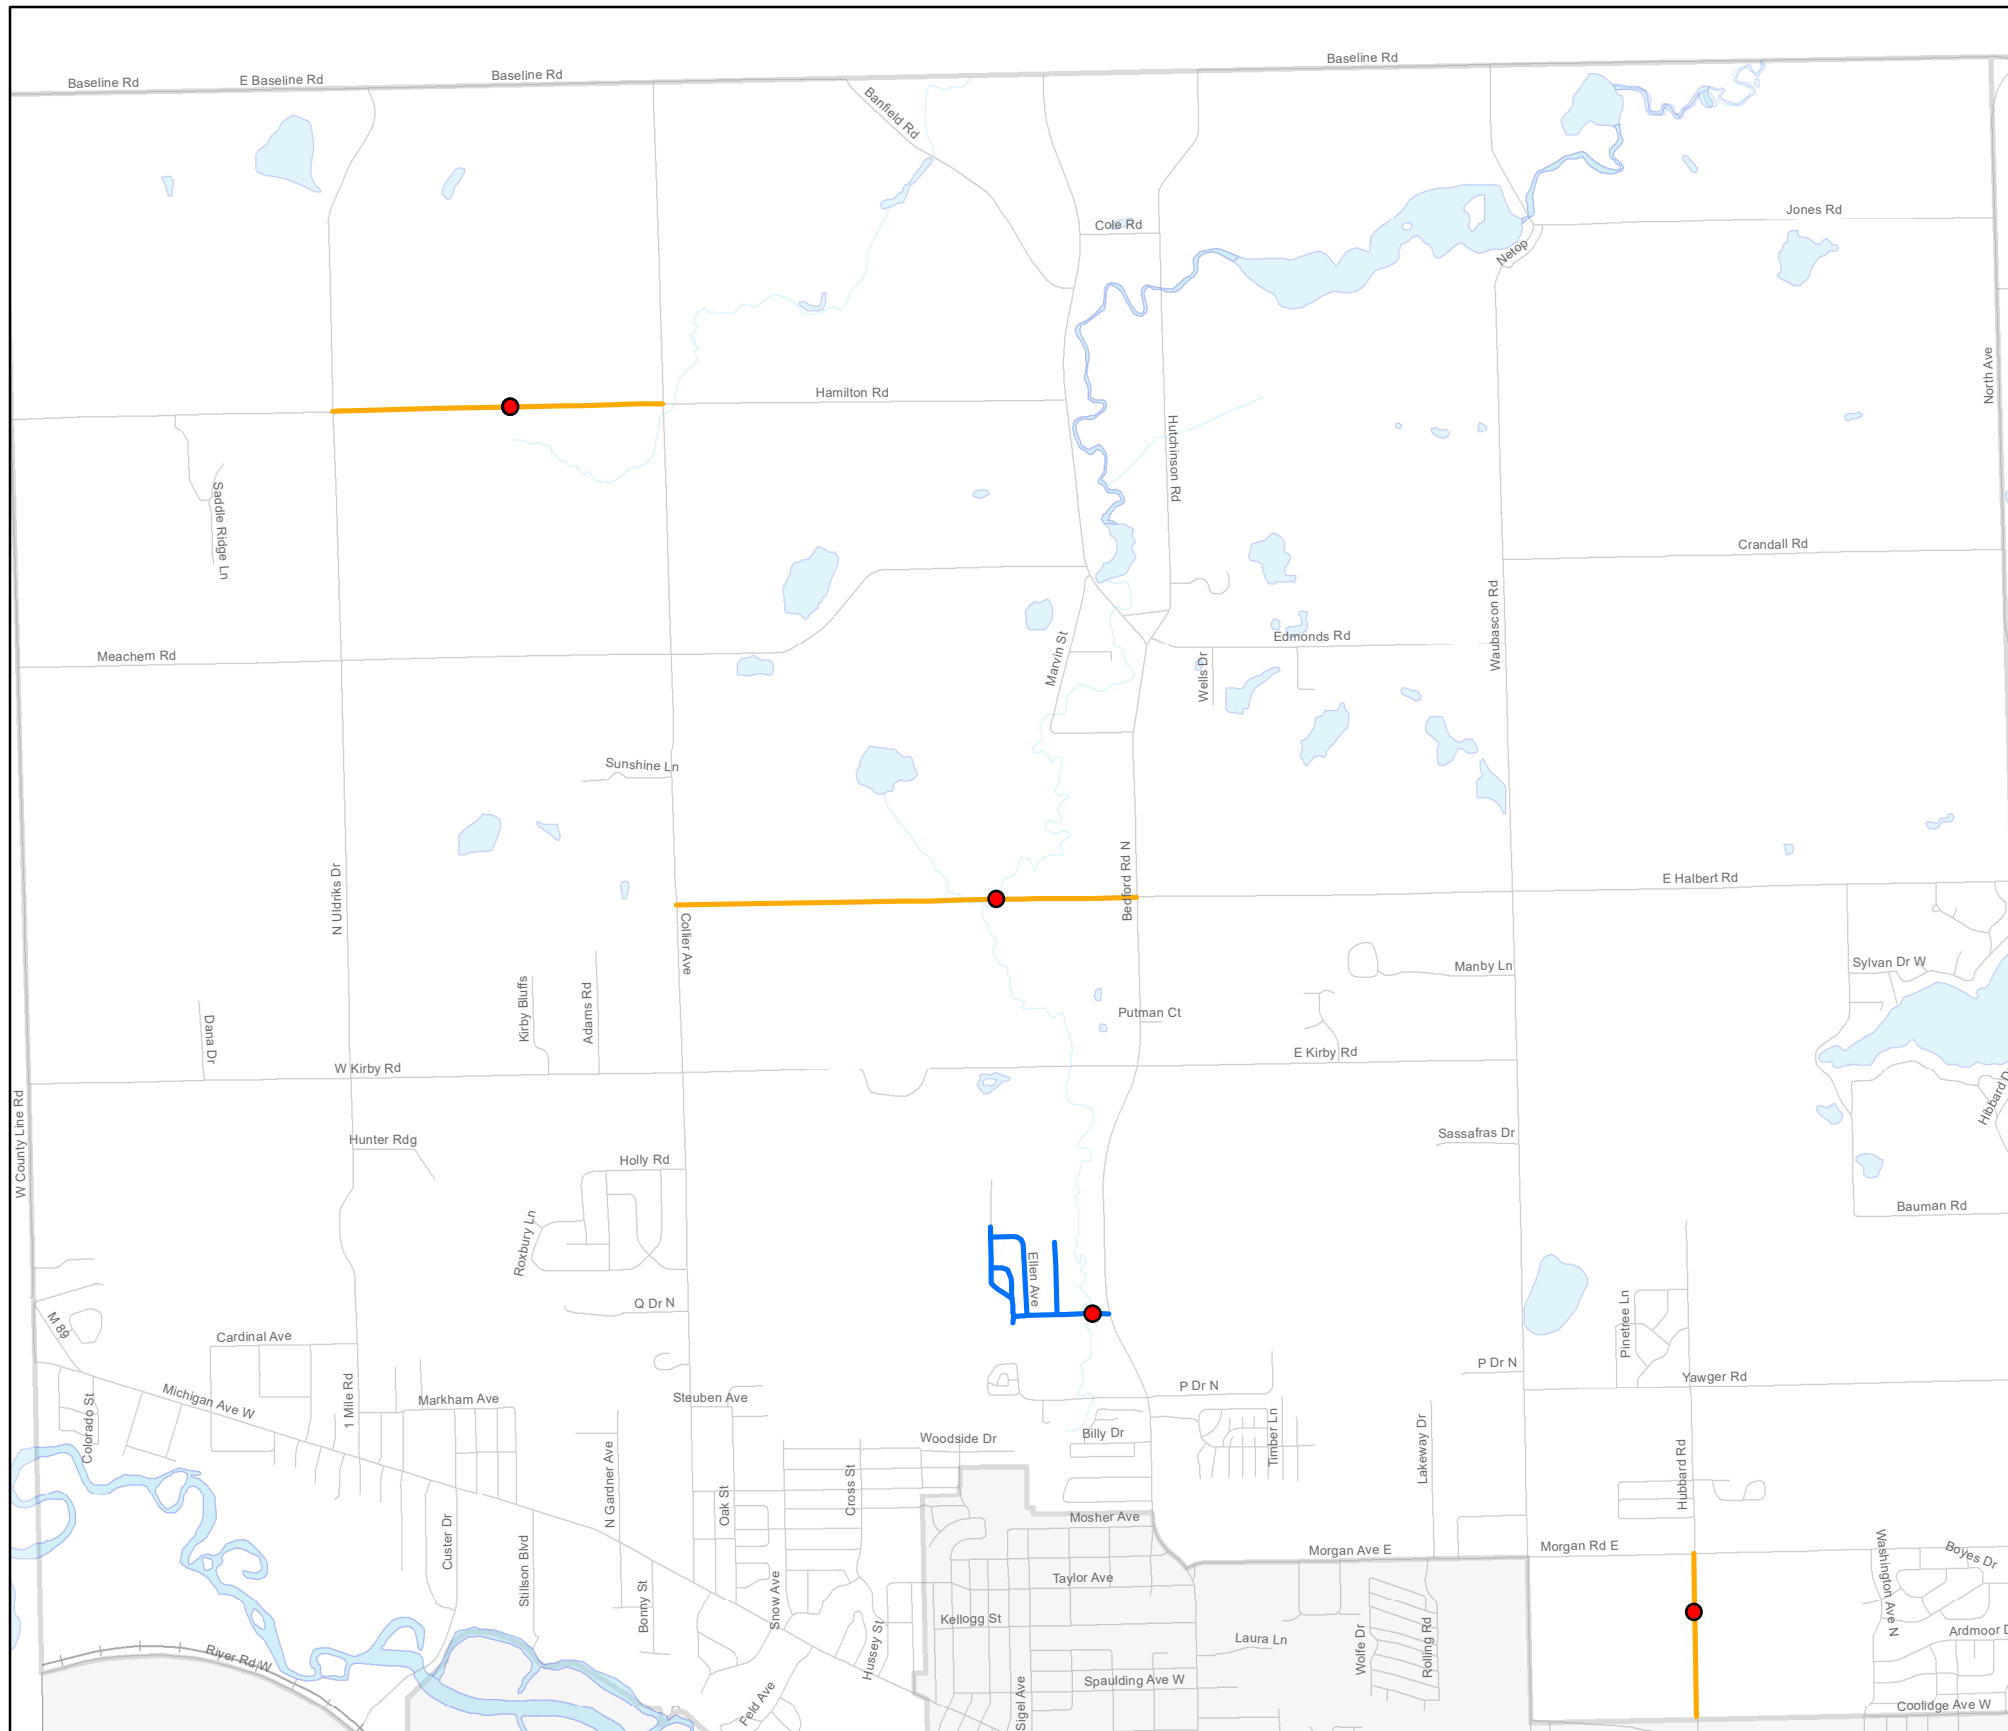 Baseline Rd
E Baseline Rd
Baseline Rd
Baseline Rd
Banfield Rd
Cole Rd
Jones Rd
Netop
Hamilton Rd
North Ave
Hutchinson Rd
Saddle Ridge Ln
Crandall Rd
Waubascon Rd
Edmonds Rd
Marvin St
Wells Dr
Meachem Rd
Sunshine Ln
N Uldriks Dr
Bedford Rd N
E Halbert Rd
Collier Ave
Manby Ln
Sylvan Dr W
Kirby Bluffs
Adams Rd
Dana Dr
Putman Ct
E Kirby Rd
W Kirby Rd
W County Line Rd
Hibbard D
Hunter Rdg
Sassafras Dr
Holly Rd
Roxbury Ln
Bauman Rd
Ellen Ave
Q Dr N
M 89
Cardinal Ave
Pinetree Ln
P Dr N
Yawger Rd
P Dr N
Michigan Ave W
Colorado St
1 Mile Rd
Markham Ave
Steuben Ave
Woodside Dr
Billy Dr
Timber Ln
Lakeway Dr
Hubbard Rd
N Gardner Ave
Oak St
Cross St
Mosher Ave
Morgan Ave E
Morgan Rd E
Custer Dr
Stillson Blvd
Boyes Dr
Washington Ave N
Taylor Ave
Snow Ave
Bonny St
Kellogg St
Hussey St
Laura Ln
Wolfe Dr
Rolling Rd
Ardmoor D
River Rd W
Spaulding Ave W
Feld Ave
Sigel Ave
Coolidge Ave W